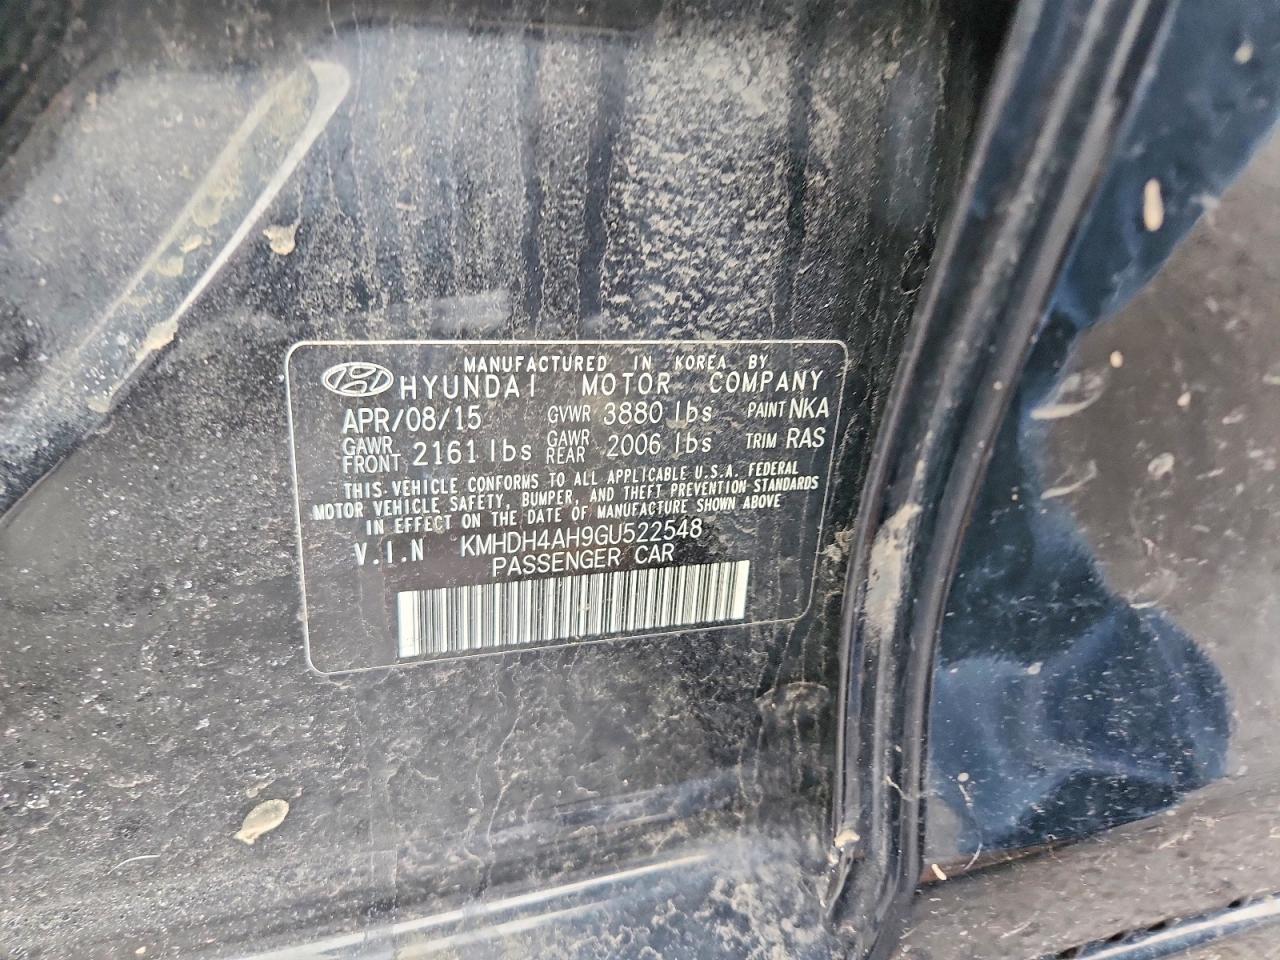 MANUFACTURED IN KOREA BY
HYUNDAI MOTOR COMPANY
APR/08/15 GVWR 3880 lbs PAINT NKA
GAWR FRONT 2161 lbs GAWR REAR 2006 lbs TRIM RAS
THIS VEHICLE CONFORMS TO ALL APPLICABLE U.S.A. FEDERAL
MOTOR VEHICLE SAFETY, BUMPER, AND THEFT PREVENTION STANDARDS
IN EFFECT ON THE DATE OF MANUFACTURE SHOWN ABOVE
V.I.N KMHDH4AH9GU522548
PASSENGER CAR